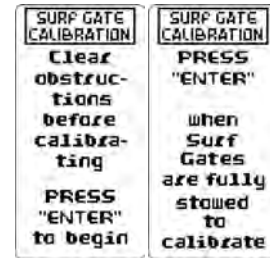 SURF GATE
CALIBRATION
Clear
obstruc-
tions
before
calibra-
ting
PRESS
"ENTER"
to begin
SURF GATE
CALIBRATION
PRESS
"ENTER"
when
Surf
Gates
are fully
stowed
to
calibrate